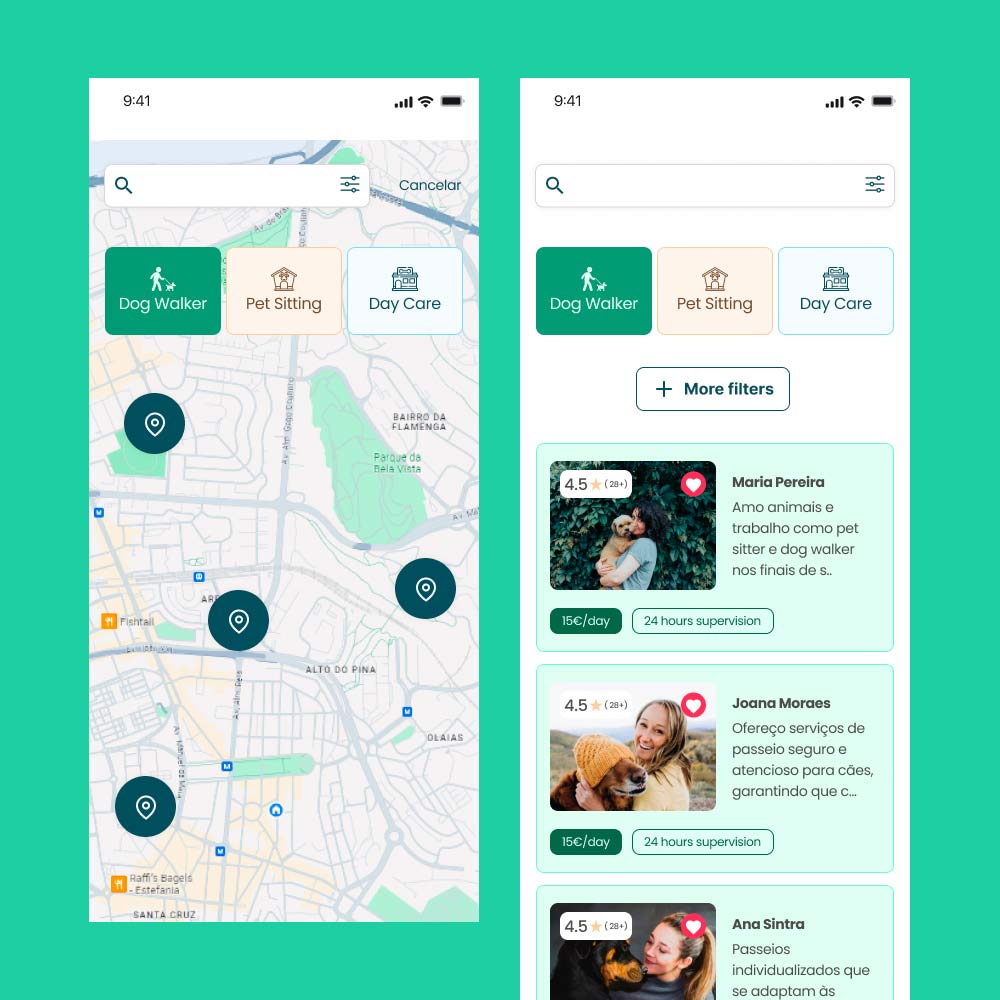 9:41
Cancelar
Dog Walker
Pet Sitting
Day Care
BAIRRO DA
FLAMENGA
Parque da
Bela Vista
Av. Alm. Gago Coutinho
Fishtail
ALTO DO PINA
OLAIAS
Raffi's Bagels
- Estefania
SANTA CRUZ
9:41
Dog Walker
Pet Sitting
Day Care
More filters
4.5 (28+)
Maria Pereira
Amo animais e
trabalho como pet
sitter e dog walker
nos finais de s..
15€/day
24 hours supervision
4.5 (28+)
Joana Moraes
Ofereço serviços de
passeio seguro e
atencioso para cães,
garantindo que c...
15€/day
24 hours supervision
4.5 (28+)
Ana Sintra
Passeios
individualizados que
se adaptam às